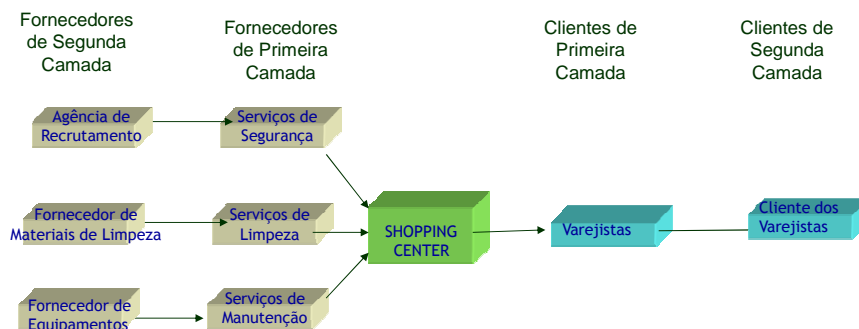 Fornecedores
de Segunda
Camada
Fornecedores
de Primeira
Camada
Clientes de
Primeira
Camada
Clientes de
Segunda
Camada
Agência de
Recrutamento
Serviços de
Segurança
Fornecedor de
Materiais de Limpeza
Serviços de
Limpeza
SHOPPING
CENTER
Varejistas
Cliente dos
Varejistas
Fornecedor de
Equipamentos
Serviços de
Manutenção